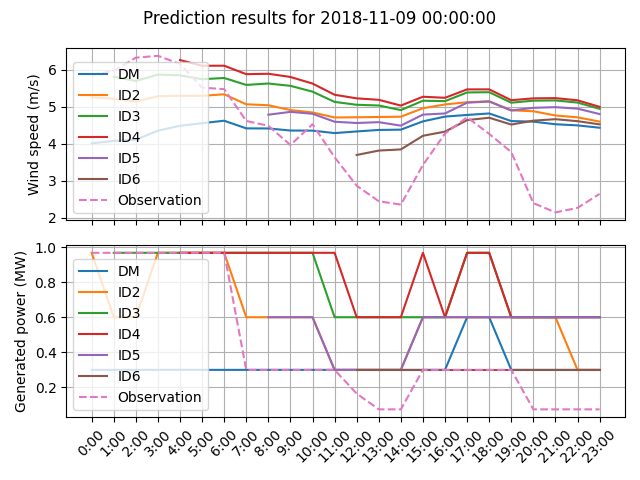 Prediction results for 2018-11-09 00:00:00
Wind speed (m/s)
6
5
4
3
2
DM
ID2
ID3
ID4
ID5
ID6
Observation
Generated power (MW)
1.0
0.8
0.6
0.4
0.2
DM
ID2
ID3
ID4
ID5
ID6
Observation
0:00 1:00 2:00 3:00 4:00 5:00 6:00 7:00 8:00 9:00 10:00 11:00 12:00 13:00 14:00 15:00 16:00 17:00 18:00 19:00 20:00 21:00 22:00 23:00